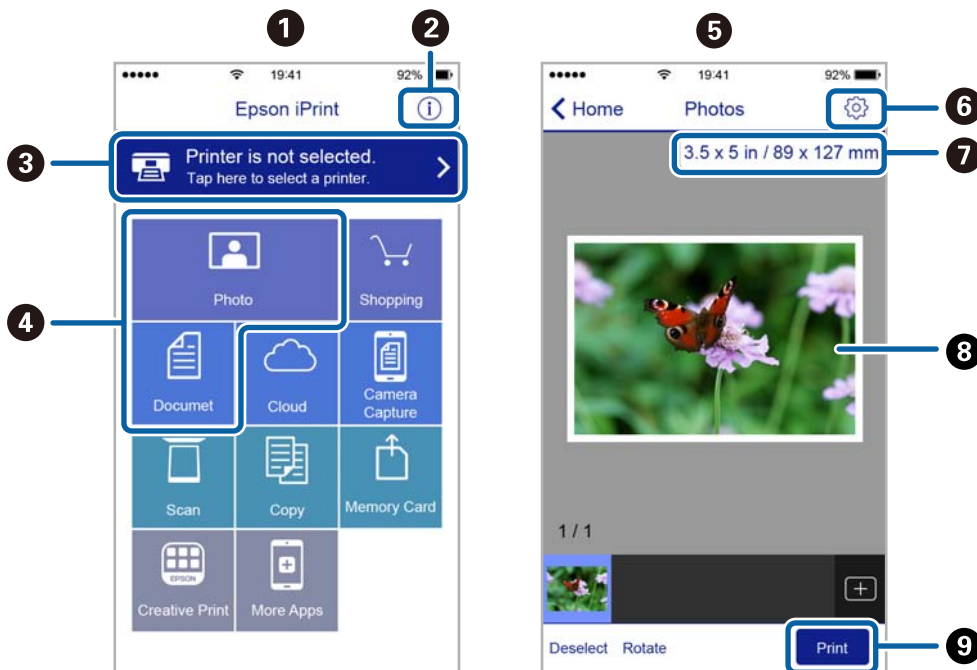 1
2
19:41
92%
Epson iPrint
i
3
Printer is not selected.
Tap here to select a printer.
4
Photo
Shopping
Documet
Cloud
Camera
Capture
Scan
Copy
Memory Card
EPSON
Creative Print
More Apps
5
19:41
92%
Home
Photos
6
7
3.5 x 5 in / 89 x 127 mm
8
1 / 1
Deselect
Rotate
Print
9